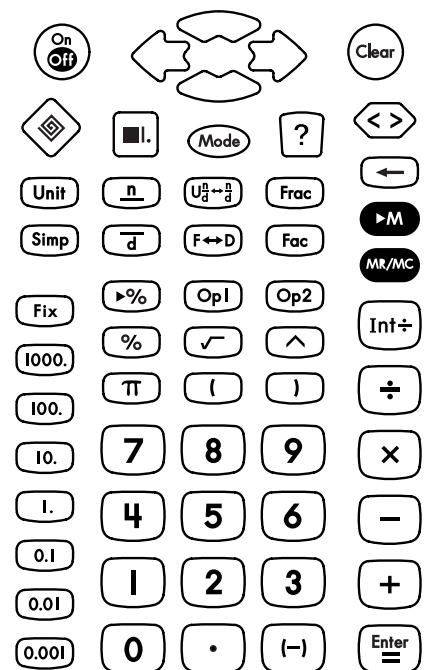 On
Off
Clear
■I.
Mode
?
< >
←
Unit
n
U n/d ↔ n/d
Frac
▸M
Simp
d
F↔D
Fac
MR/MC
Fix
▸%
Op1
Op2
Int÷
1000.
%
√
^
100.
π
(
)
÷
10.
7
8
9
×
1.
4
5
6
−
0.1
1
2
3
+
0.01
0.001
0
.
(−)
Enter
=